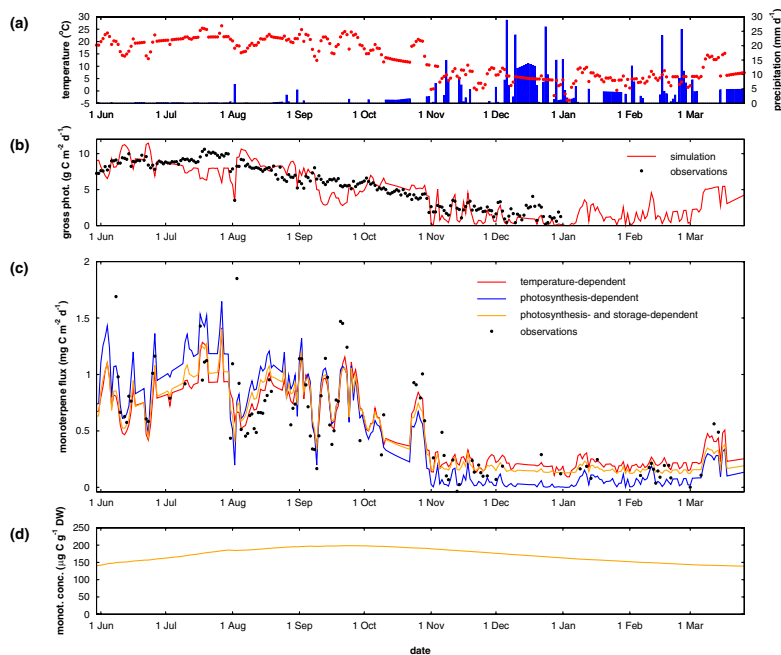 (a)
temperature (°C)
30
25
20
15
10
5
0
-5
30
25
20
15
10
5
0
precipitation (mm d⁻¹)
1 Jun 1 Jul 1 Aug 1 Sep 1 Oct 1 Nov 1 Dec 1 Jan 1 Feb 1 Mar
(b)
gross phot. (g C m⁻² d⁻¹)
10
5
0
simulation
observations
1 Jun 1 Jul 1 Aug 1 Sep 1 Oct 1 Nov 1 Dec 1 Jan 1 Feb 1 Mar
(c)
monoterpene flux (mg C m⁻² d⁻¹)
2
1.5
1
0.5
0
temperature-dependent
photosynthesis-dependent
photosynthesis- and storage-dependent
observations
1 Jun 1 Jul 1 Aug 1 Sep 1 Oct 1 Nov 1 Dec 1 Jan 1 Feb 1 Mar
(d)
monot. conc. (μg C g⁻¹ DW)
250
200
150
100
50
0
1 Jun 1 Jul 1 Aug 1 Sep 1 Oct 1 Nov 1 Dec 1 Jan 1 Feb 1 Mar
date